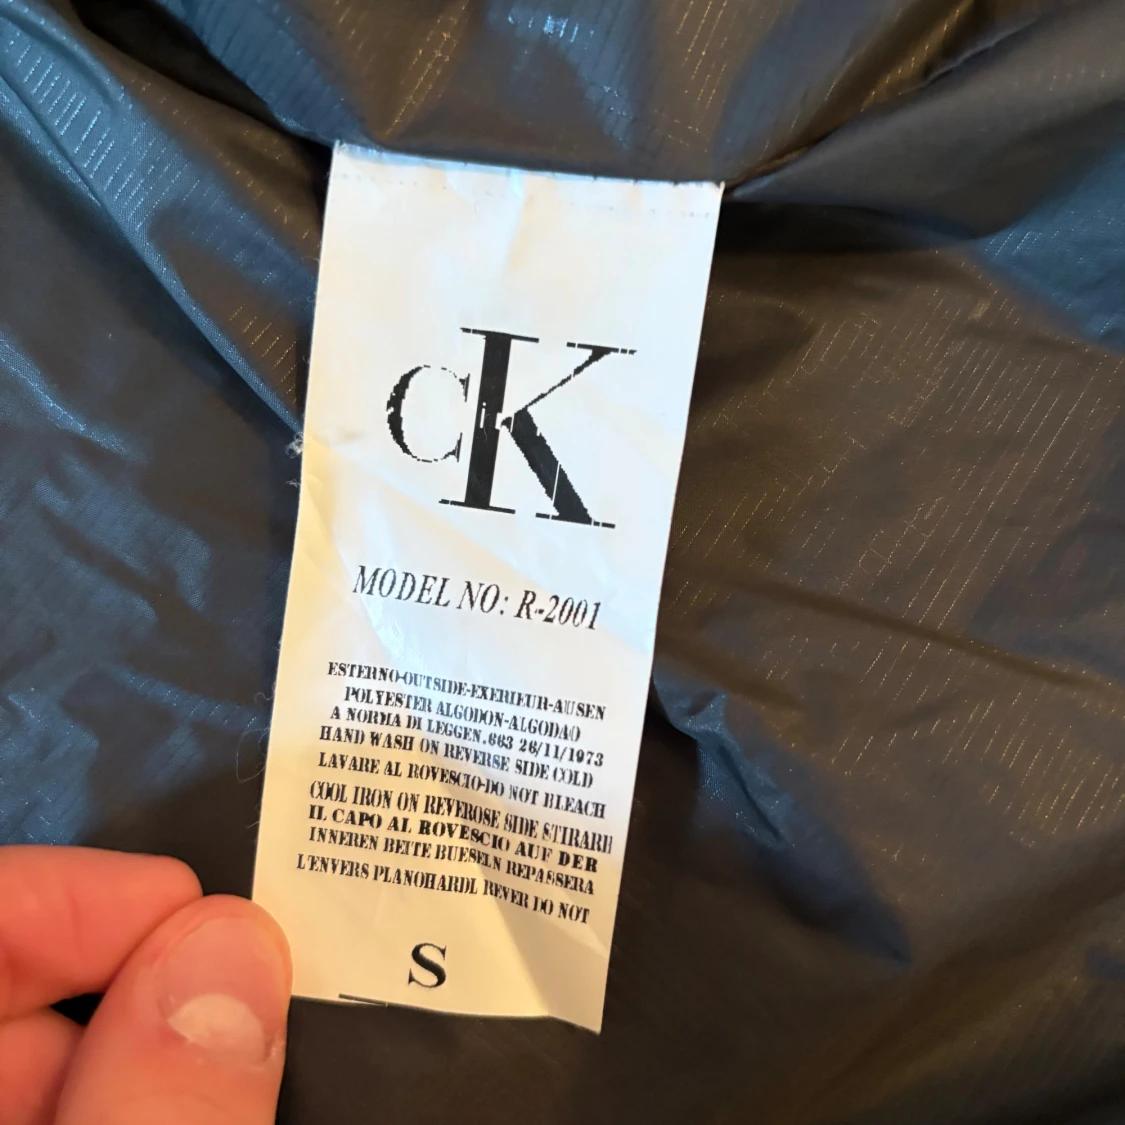 cK
MODEL NO: R-2001
ESTERNO-OUTSIDE-EXERIEUR-AUSEN
POLYESTER ALGODON-ALGODAO
A NORMA DI LEGGEN.663 26/11/1973
HAND WASH ON REVERSE SIDE COLD
LAVARE AL ROVESCIO-DO NOT BLEACH
COOL IRON ON REVEROSE SIDE STIRARH
IL CAPO AL ROVESCIO AUF DER
INNEREN BEITE BUESELN REPASSERA
L'ENVERS PLANOHARDL REVER DO NOT
S